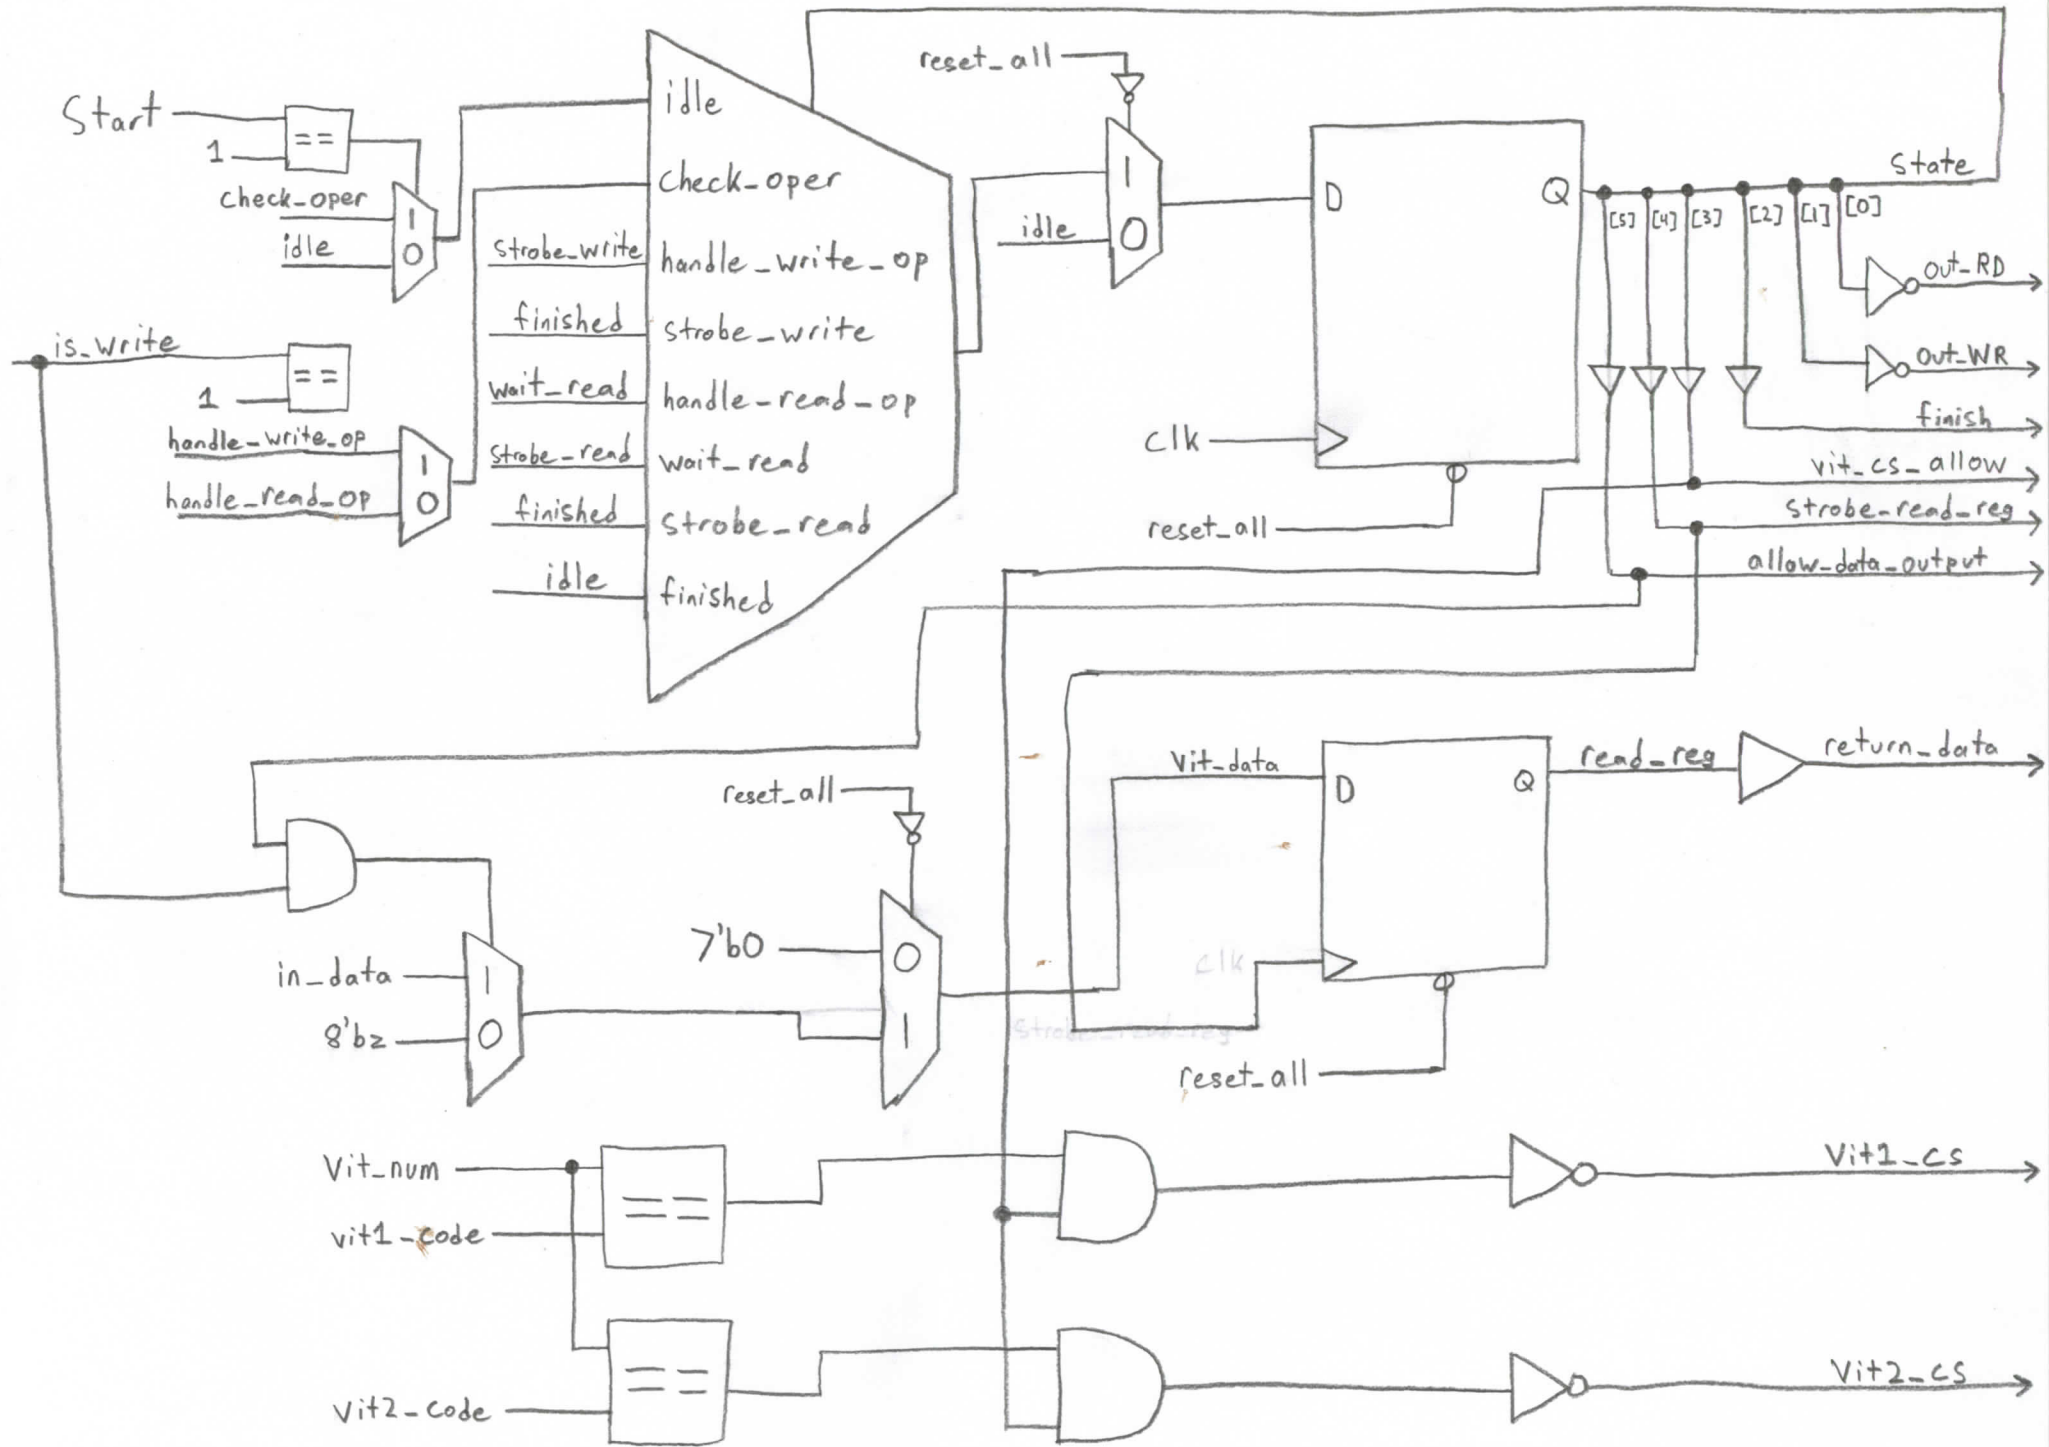 reset_all
Start
==
1
check_oper
idle
1
0
is_write
==
1
handle_write_op
handle_read_op
1
0
idle
check_oper
strobe_write
handle_write_op
finished
strobe_write
wait_read
handle_read_op
strobe_read
wait_read
finished
strobe_read
idle
finished
1
idle
0
D
Q
clk
reset_all
State
[5]
[4]
[3]
[2]
[1]
[0]
out_RD
out_WR
finish
vit_cs_allow
strobe_read_reg
allow_data_output
reset_all
in_data
1
8'bz
0
7'b0
0
1
Vit_data
D
Q
clk
strobe_read_reg
reset_all
read_reg
return_data
Vit_num
vit1_code
==
Vit1_cs
Vit2_code
==
Vit2_cs